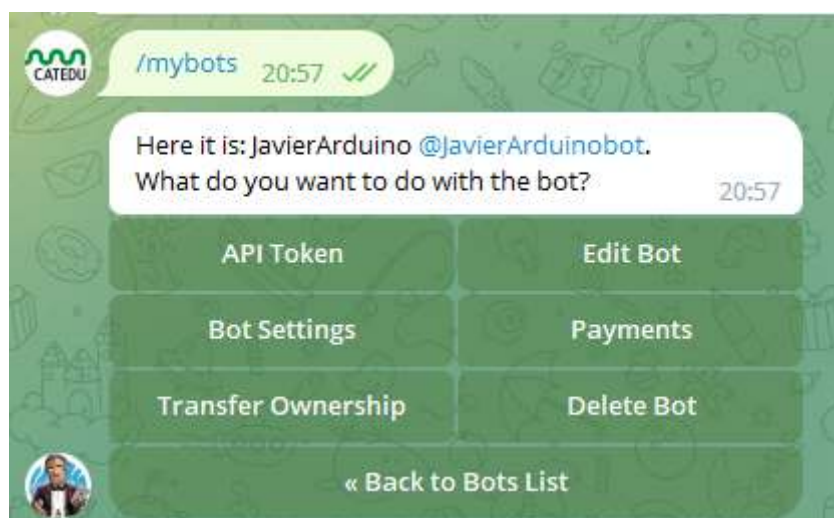 CATEDU
/mybots 20:57
Here it is: JavierArduino @JavierArduinobot.
What do you want to do with the bot? 20:57
API Token Edit Bot
Bot Settings Payments
Transfer Ownership Delete Bot
« Back to Bots List